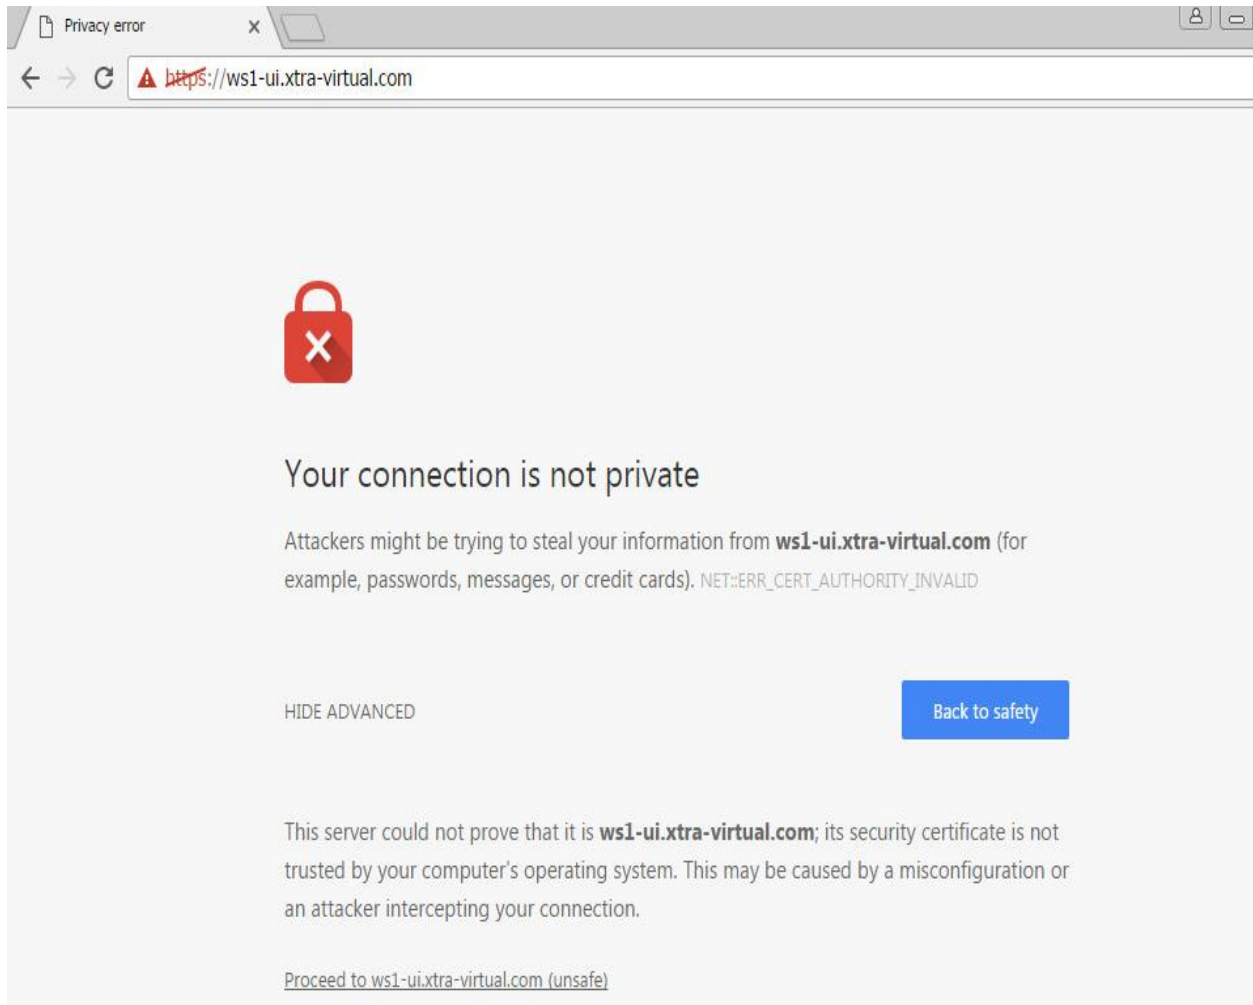 Privacy error
https://ws1-ui.xtra-virtual.com
Your connection is not private
Attackers might be trying to steal your information from ws1-ui.xtra-virtual.com (for
example, passwords, messages, or credit cards). NET::ERR_CERT_AUTHORITY_INVALID
HIDE ADVANCED
Back to safety
This server could not prove that it is ws1-ui.xtra-virtual.com; its security certificate is not
trusted by your computer's operating system. This may be caused by a misconfiguration or
an attacker intercepting your connection.
Proceed to ws1-ui.xtra-virtual.com (unsafe)